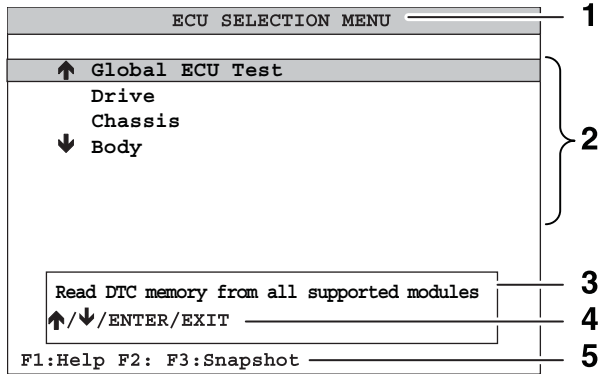 ECU SELECTION MENU 1
↑ Global ECU Test
Drive
Chassis
↓ Body
2
Read DTC memory from all supported modules 3
↑/↓/ENTER/EXIT 4
F1:Help F2: F3:Snapshot 5